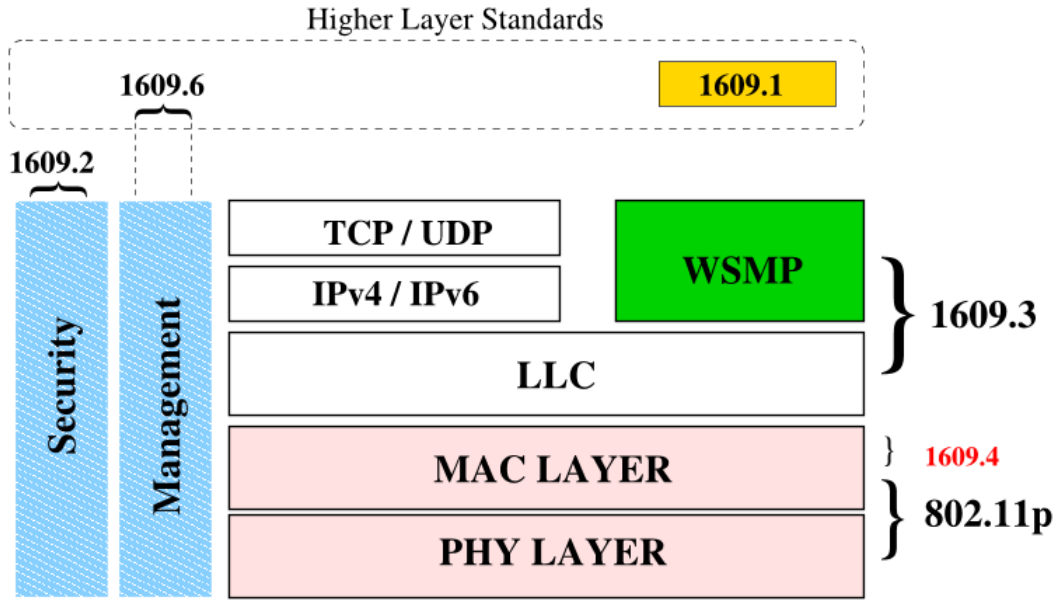 Higher Layer Standards
1609.6
1609.1
1609.2
TCP / UDP
WSMP
IPv4 / IPv6
1609.3
LLC
Security
Management
MAC LAYER
1609.4
802.11p
PHY LAYER